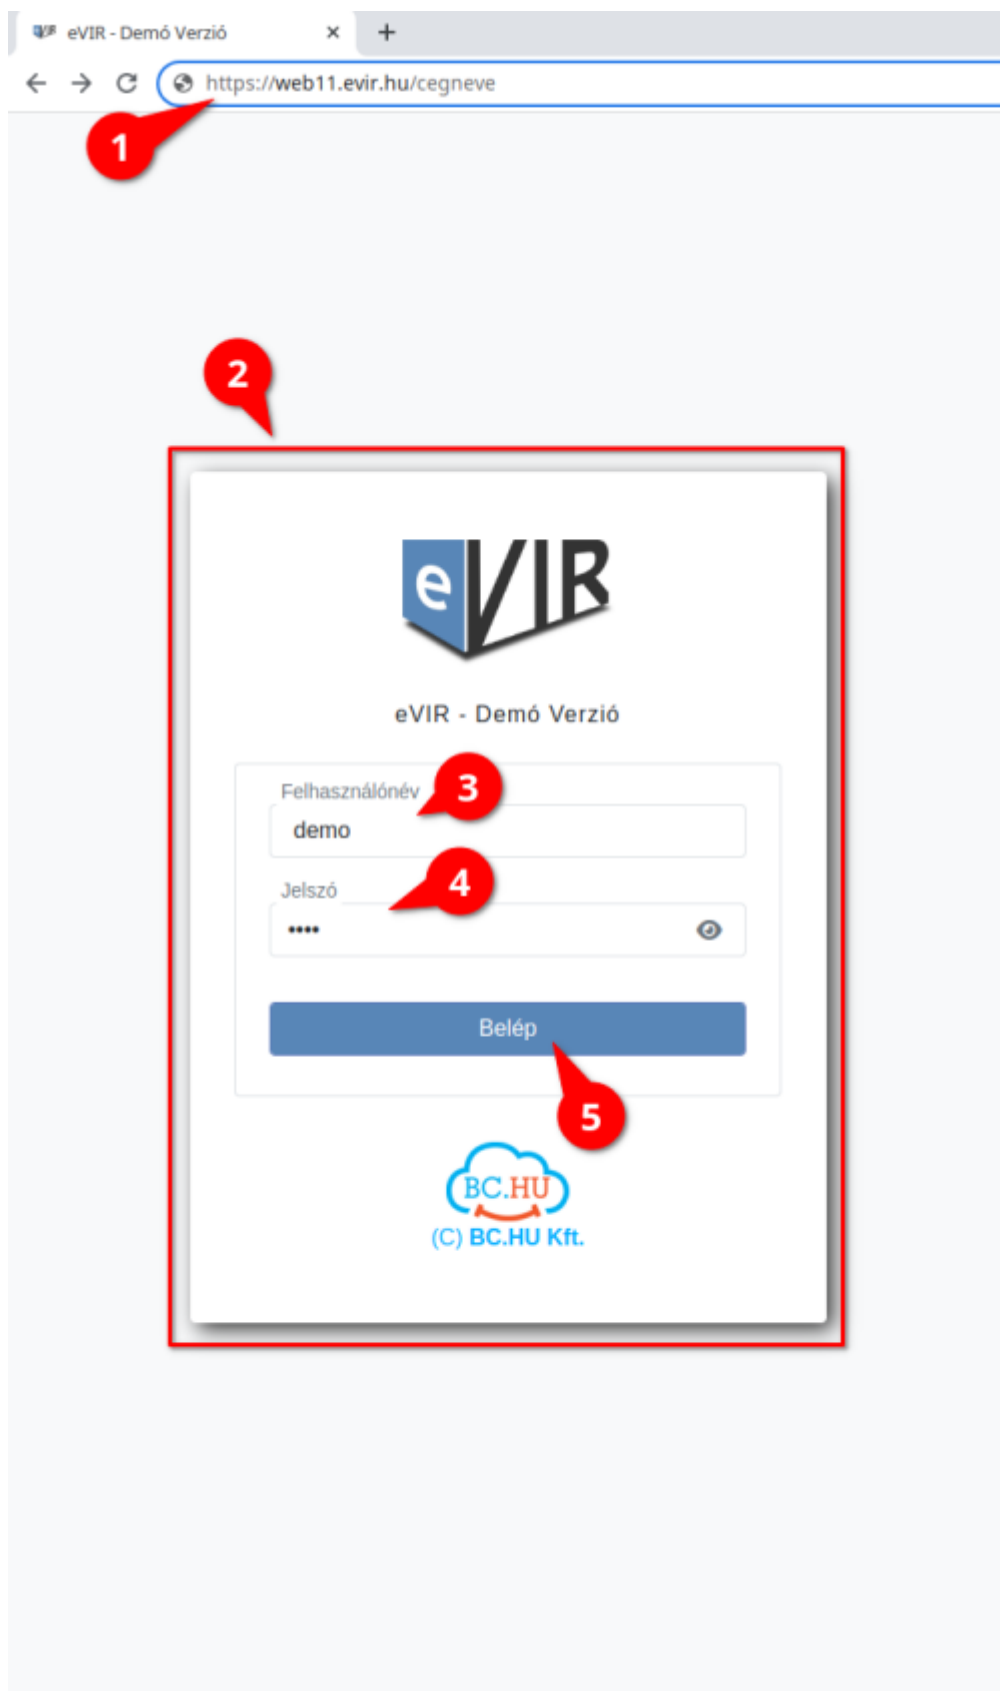 eVIR - Demó Verzió
https://web11.evir.hu/cegneve
1
2
eVIR
eVIR - Demó Verzió
Felhasználónév
3
demo
Jelszó
4
••••
Belép
5
BC.HU
(C) BC.HU Kft.